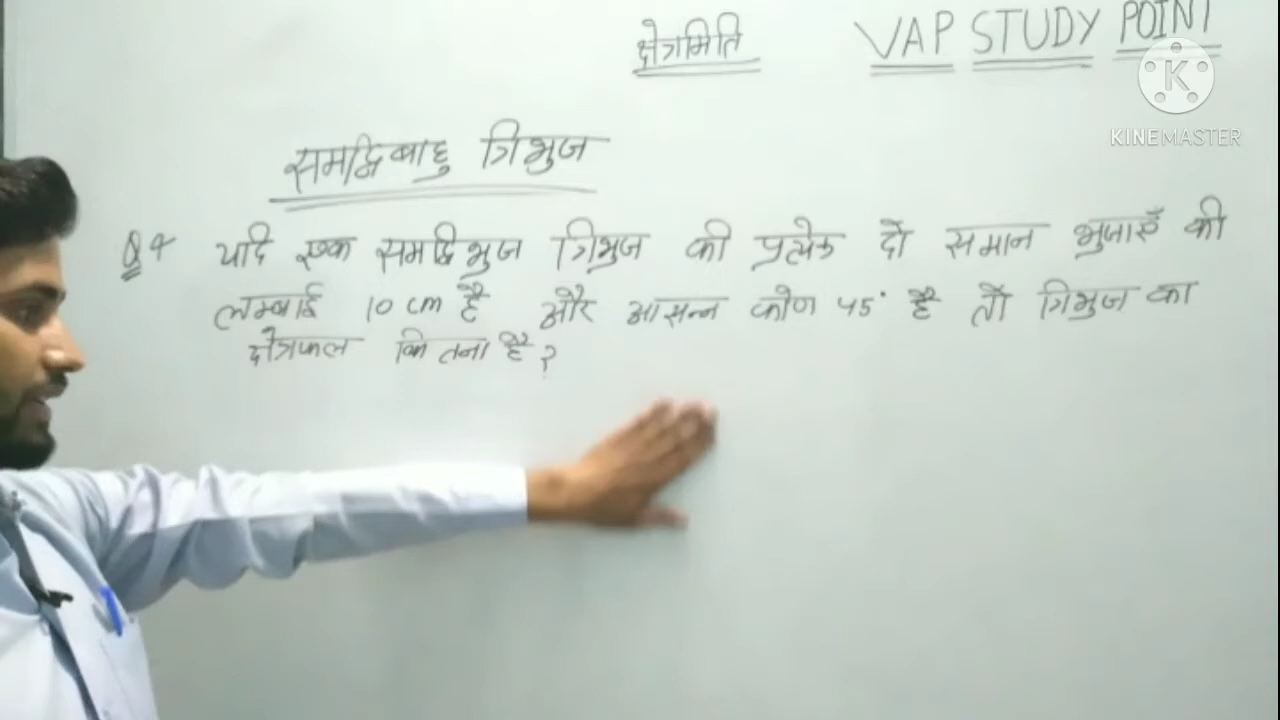 क्षेत्रमिति VAP STUDY POINT
K
KINEMASTER
समद्विबाहु त्रिभुज
Q 4 यदि एक समद्विभुज त्रिभुज की प्रत्येक दो समान भुजाएँ की
लम्बाई 10 cm है और आसन्न कोण 45° है तो त्रिभुज का
क्षेत्रफल कितना है?